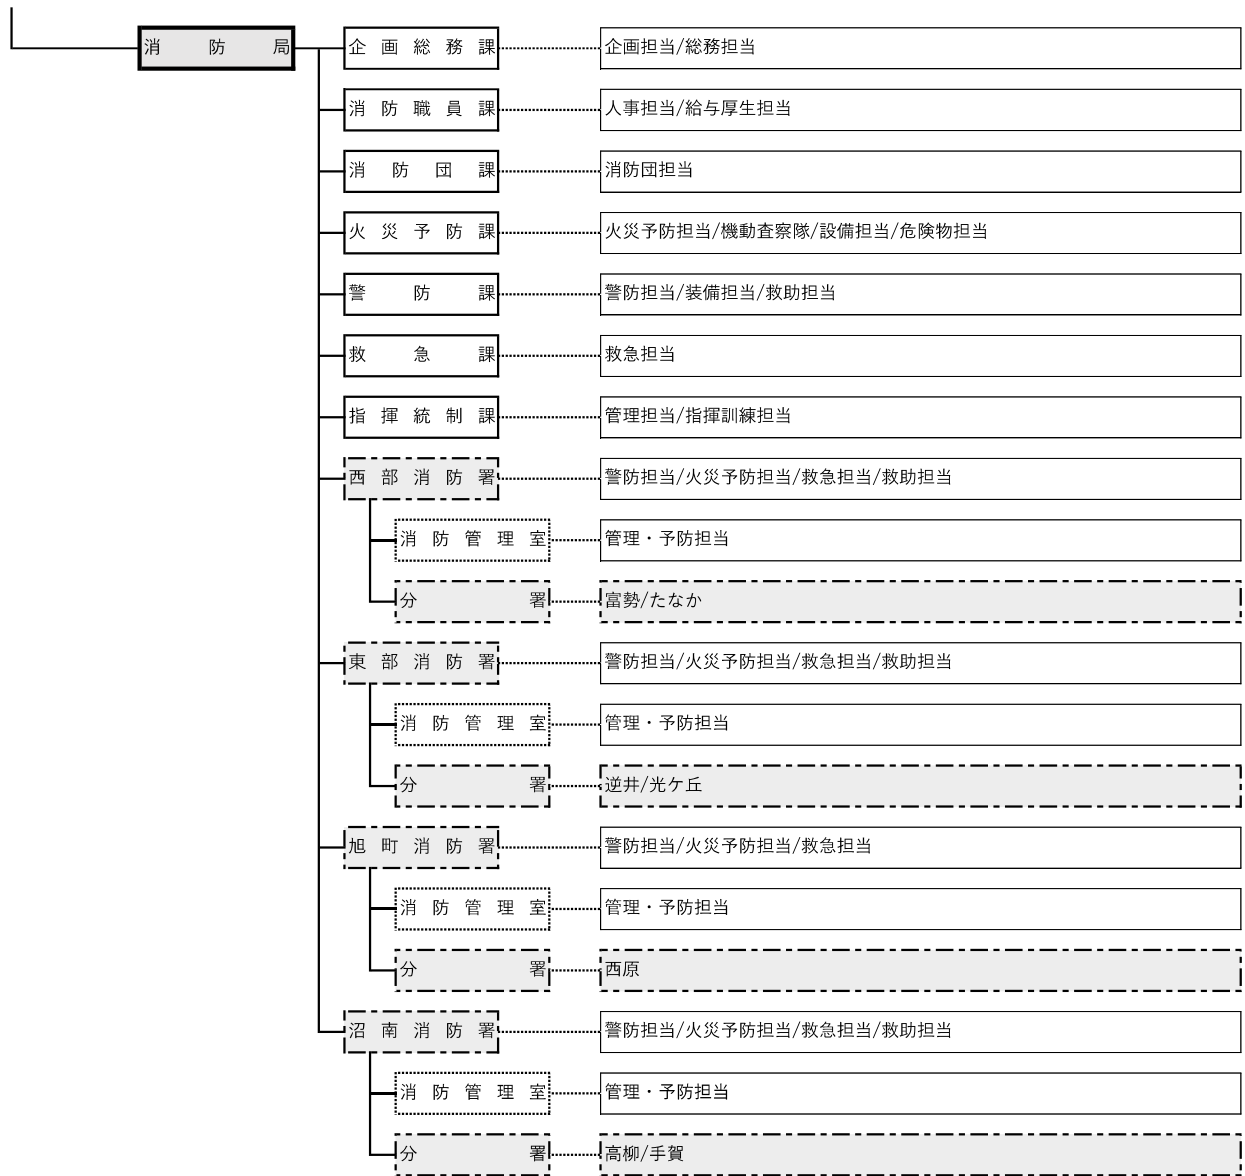 消防局 企画総務課 企画担当/総務担当
消防職員課 人事担当/給与厚生担当
消防団課 消防団担当
火災予防課 火災予防担当/機動査察隊/設備担当/危険物担当
警防課 警防担当/装備担当/救助担当
救急課 救急担当
指揮統制課 管理担当/指揮訓練担当
西部消防署 警防担当/火災予防担当/救急担当/救助担当
消防管理室 管理・予防担当
分署 富勢/たなか
東部消防署 警防担当/火災予防担当/救急担当/救助担当
消防管理室 管理・予防担当
分署 逆井/光ケ丘
旭町消防署 警防担当/火災予防担当/救急担当
消防管理室 管理・予防担当
分署 西原
沼南消防署 警防担当/火災予防担当/救急担当/救助担当
消防管理室 管理・予防担当
分署 高柳/手賀